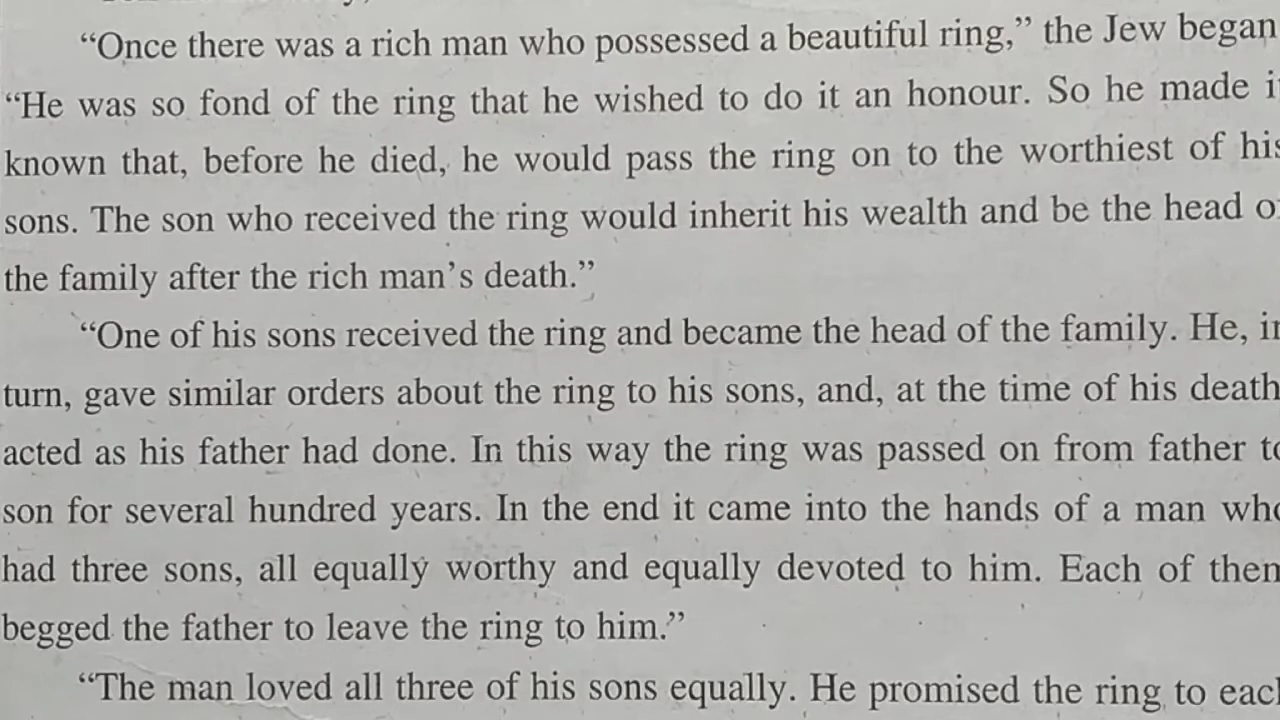 “Once there was a rich man who possessed a beautiful ring,” the Jew began
“He was so fond of the ring that he wished to do it an honour. So he made
known that, before he died, he would pass the ring on to the worthiest of his
sons. The son who received the ring would inherit his wealth and be the head
the family after the rich man’s death.”
“One of his sons received the ring and became the head of the family. He,
turn, gave similar orders about the ring to his sons, and, at the time of his death
acted as his father had done. In this way the ring was passed on from father
son for several hundred years. In the end it came into the hands of a man
had three sons, all equally worthy and equally devoted to him. Each of
begged the father to leave the ring to him.”
“The man loved all three of his sons equally. He promised the ring to